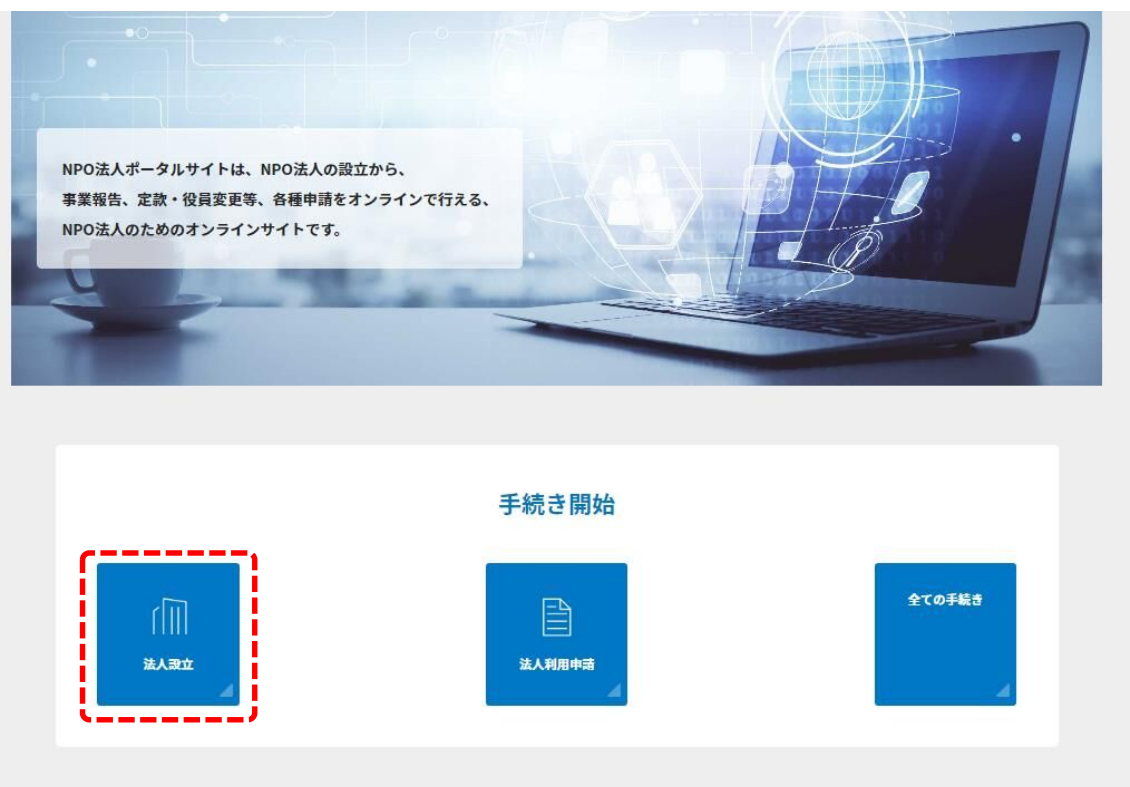 NPO法人ポータルサイトは、NPO法人の設立から、
事業報告、定款・役員変更等、各種申請をオンラインで行える、
NPO法人のためのオンラインサイトです。
手続き開始
法人設立
法人利用申請
全ての手続き